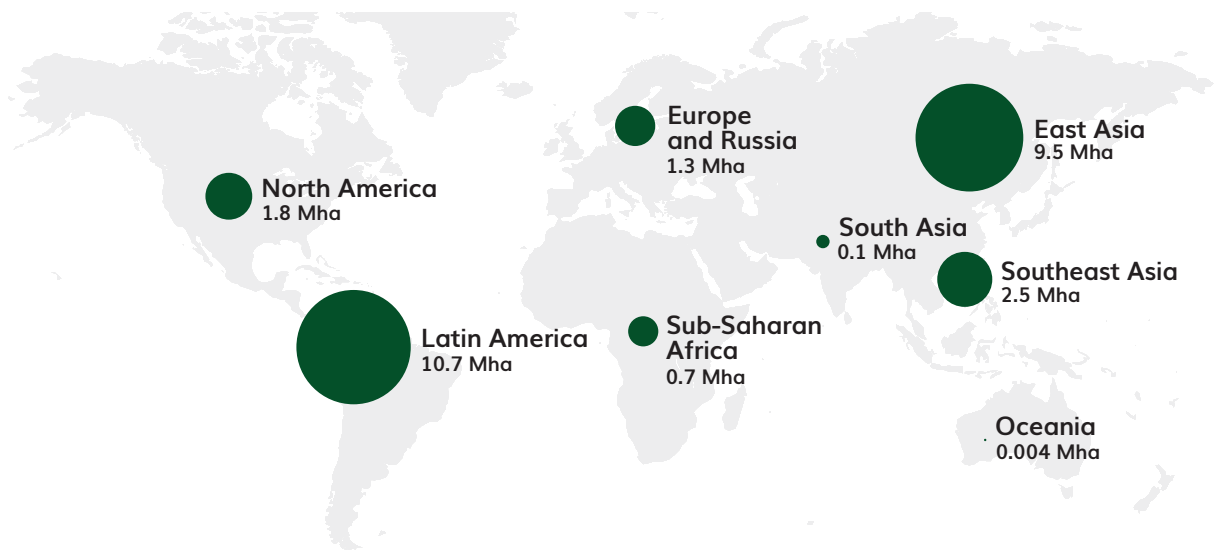 Europe
and Russia
1.3 Mha
East Asia
9.5 Mha
North America
1.8 Mha
South Asia
0.1 Mha
Southeast Asia
2.5 Mha
Latin America
10.7 Mha
Sub-Saharan
Africa
0.7 Mha
Oceania
0.004 Mha